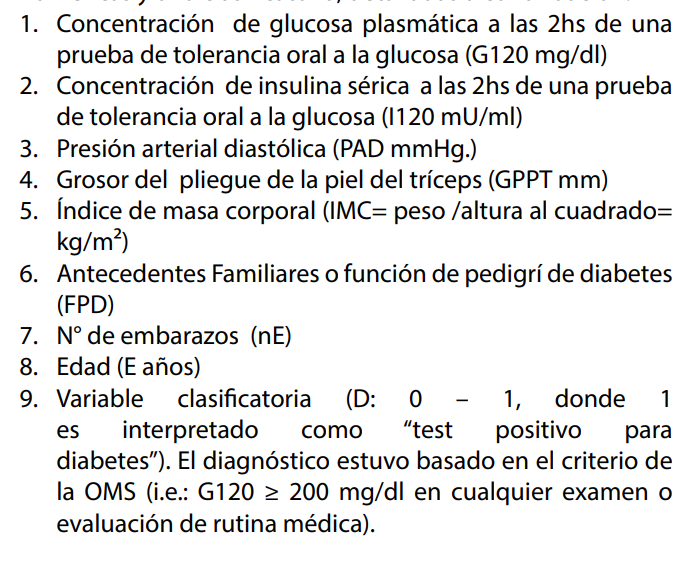 1. Concentración de glucosa plasmática a las 2hs de una
prueba de tolerancia oral a la glucosa (G120 mg/dl)
2. Concentración de insulina sérica a las 2hs de una prueba
de tolerancia oral a la glucosa (I120 mU/ml)
3. Presión arterial diastólica (PAD mmHg.)
4. Grosor del pliegue de la piel del tríceps (GPPT mm)
5. Índice de masa corporal (IMC= peso /altura al cuadrado=
kg/m²)
6. Antecedentes Familiares o función de pedigrí de diabetes
(FPD)
7. N° de embarazos (nE)
8. Edad (E años)
9. Variable clasificatoria (D: 0 – 1, donde 1
es interpretado como “test positivo para
diabetes”). El diagnóstico estuvo basado en el criterio de
la OMS (i.e.: G120 ≥ 200 mg/dl en cualquier examen o
evaluación de rutina médica).